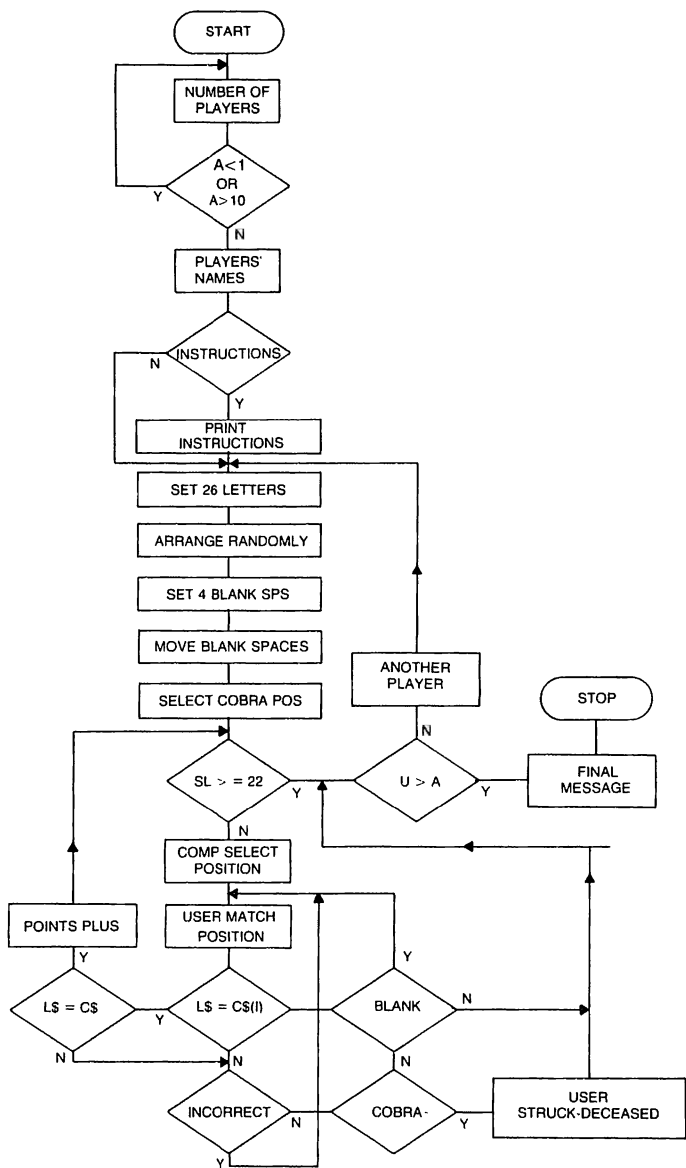 START
NUMBER OF
PLAYERS
A<1
OR
A>10
Y
N
PLAYERS'
NAMES
INSTRUCTIONS
N
Y
PRINT
INSTRUCTIONS
SET 26 LETTERS
ARRANGE RANDOMLY
SET 4 BLANK SPS
MOVE BLANK SPACES
ANOTHER
PLAYER
SELECT COBRA POS
STOP
N
SL > = 22
Y
U > A
Y
FINAL
MESSAGE
N
COMP SELECT
POSITION
POINTS PLUS
USER MATCH
POSITION
Y
Y
L$ = C$
Y
L$ = C$(I)
BLANK
N
N
N
N
INCORRECT
N
COBRA-
Y
USER
STRUCK-DECEASED
Y